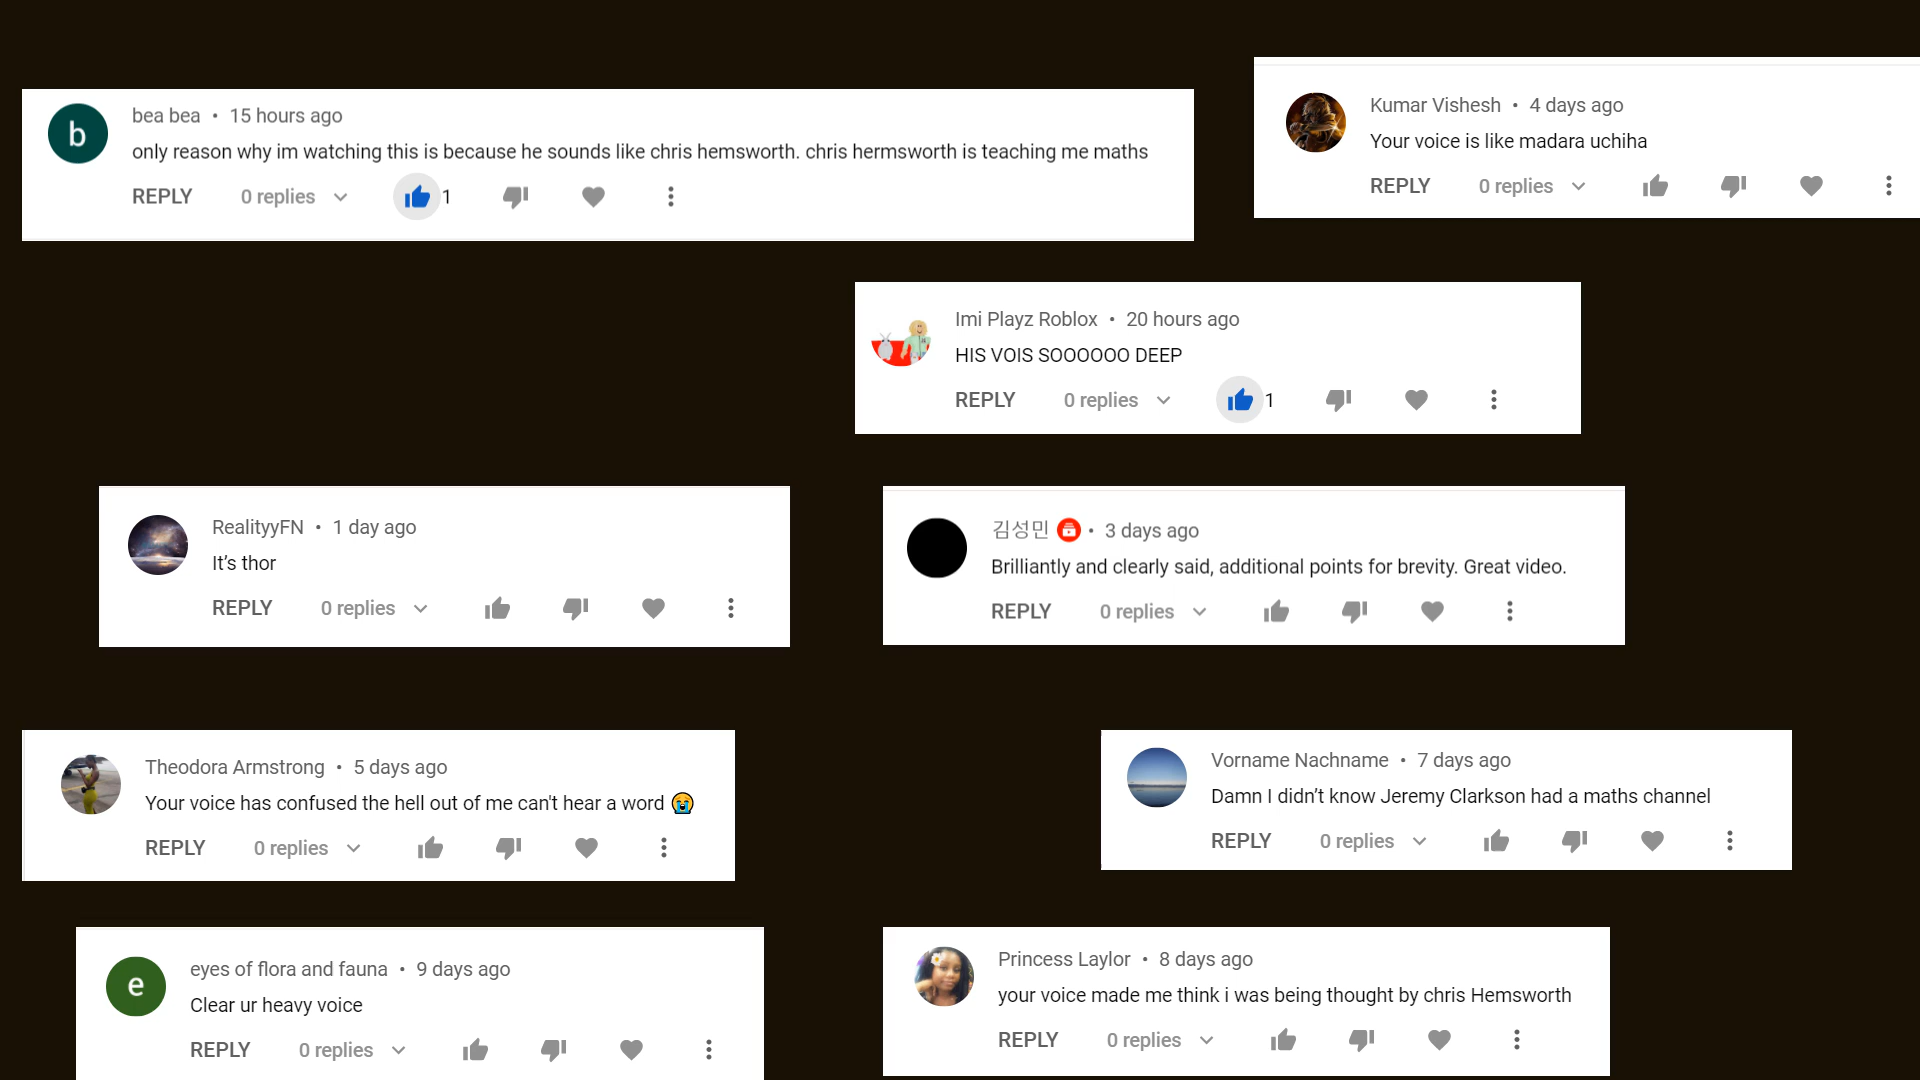 b
bea bea • 15 hours ago
only reason why im watching this is because he sounds like chris hemsworth. chris hermsworth is teaching me maths
REPLY 0 replies 1
Kumar Vishesh • 4 days ago
Your voice is like madara uchiha
REPLY 0 replies
Imi Playz Roblox • 20 hours ago
HIS VOIS SOOOOOO DEEP
REPLY 0 replies 1
RealityyFN • 1 day ago
It’s thor
REPLY 0 replies
김성민 • 3 days ago
Brilliantly and clearly said, additional points for brevity. Great video.
REPLY 0 replies
Theodora Armstrong • 5 days ago
Your voice has confused the hell out of me can't hear a word 😭
REPLY 0 replies
Vorname Nachname • 7 days ago
Damn I didn’t know Jeremy Clarkson had a maths channel
REPLY 0 replies
e
eyes of flora and fauna • 9 days ago
Clear ur heavy voice
REPLY 0 replies
Princess Laylor • 8 days ago
your voice made me think i was being thought by chris Hemsworth
REPLY 0 replies